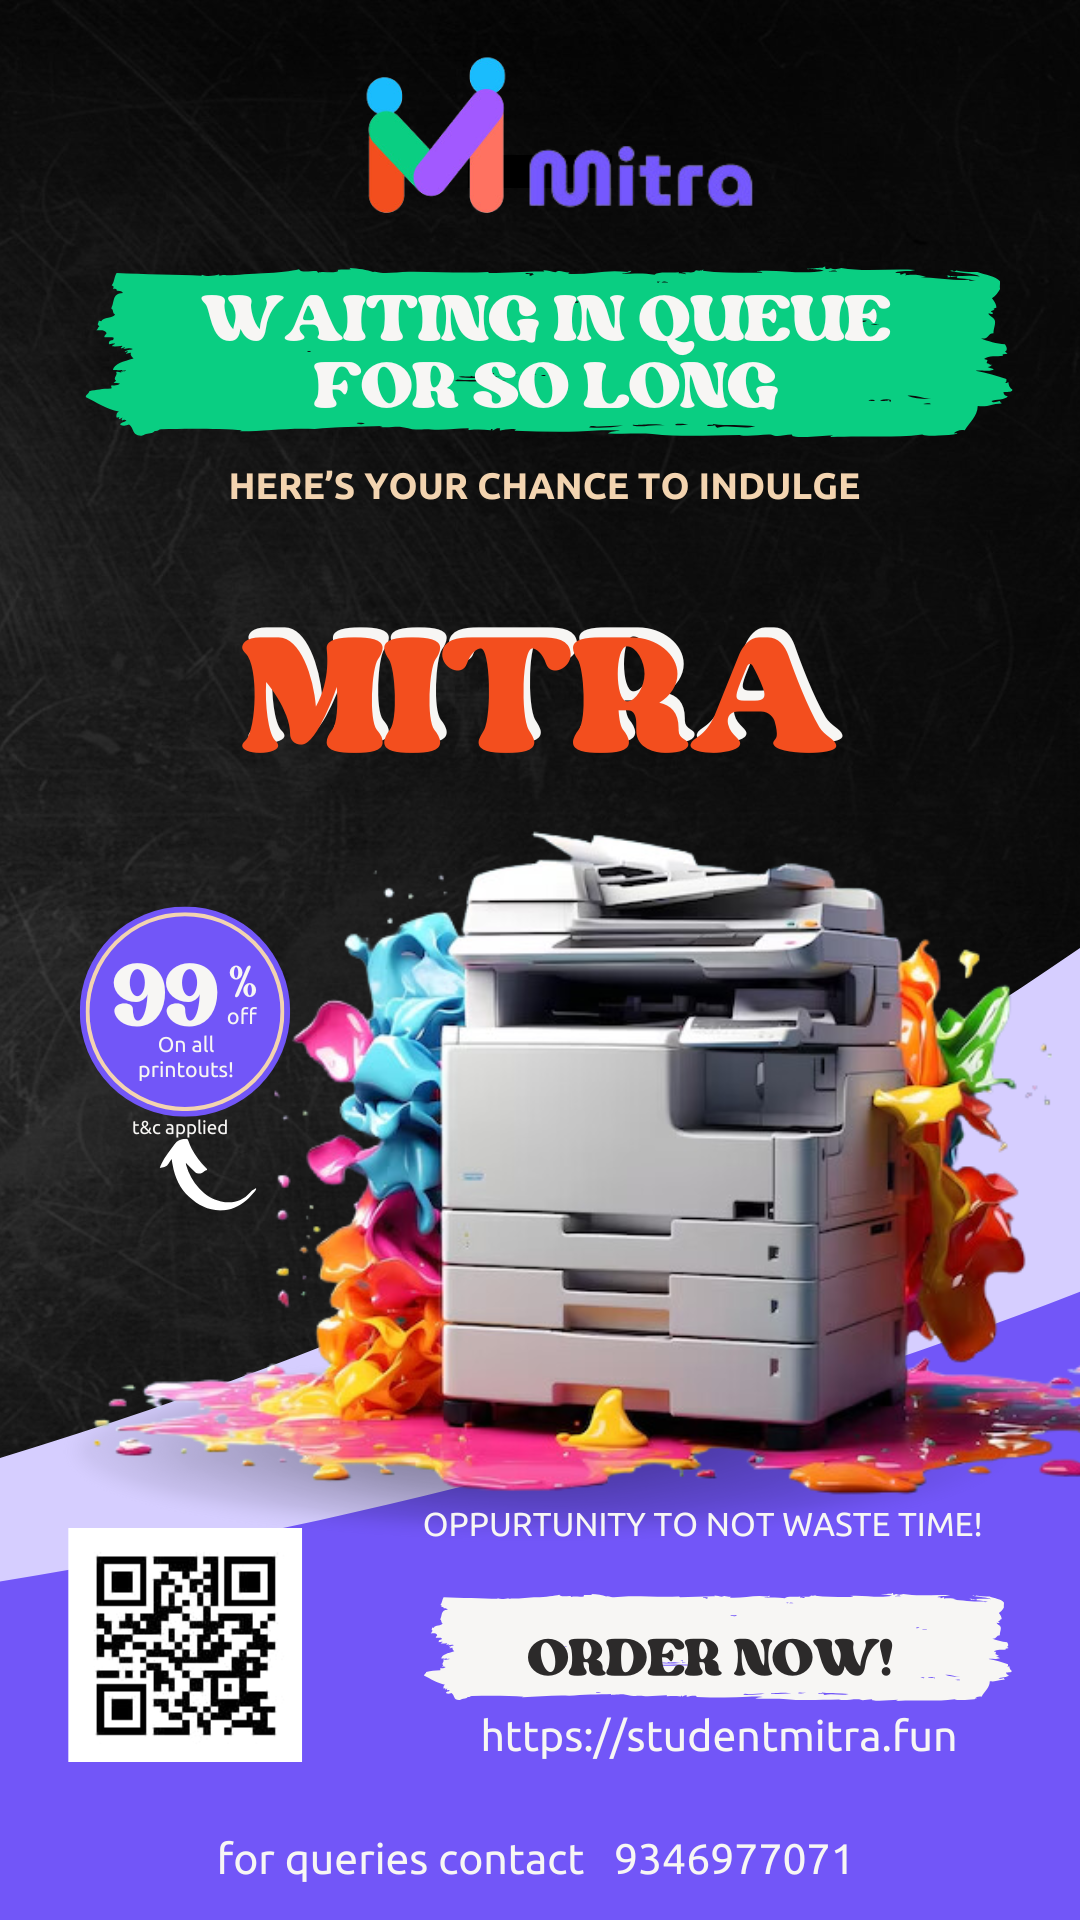 Mitra
WAITING IN QUEUE
FOR SO LONG
HERE'S YOUR CHANCE TO INDULGE
MITRA
99 %
off
On all
printouts!
t&c applied
OPPURTUNITY TO NOT WASTE TIME!
ORDER NOW!
https://studentmitra.fun
for queries contact 9346977071